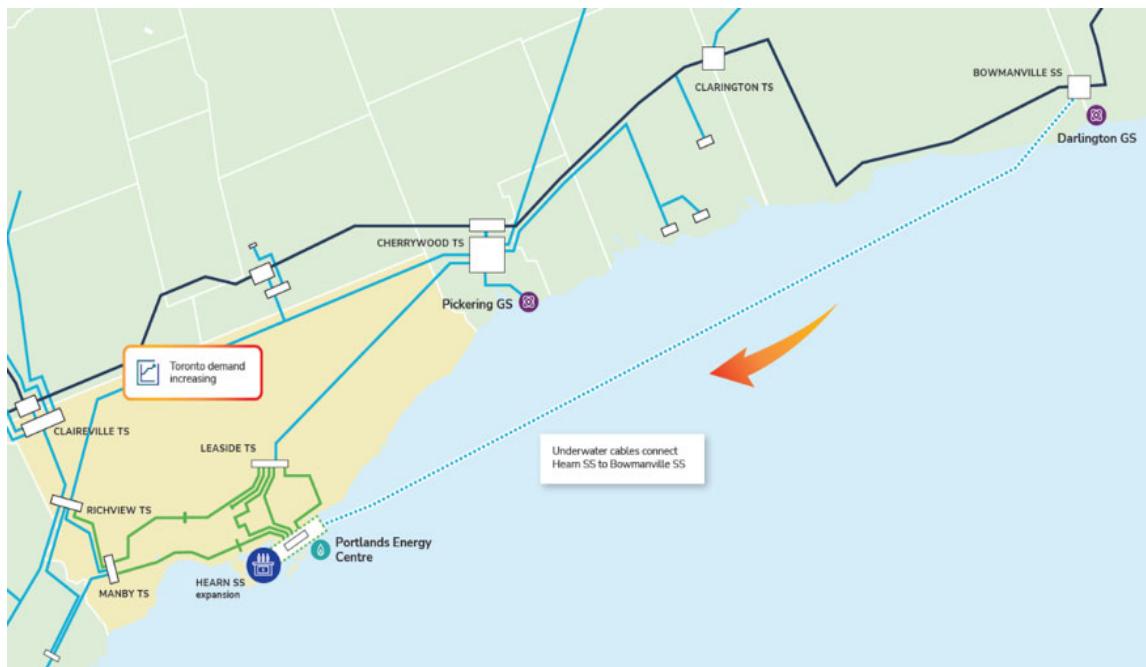 BOWMANVILLE SS
CLARINGTON TS
Darlington GS
CHERRYWOOD TS
Pickering GS
Toronto demand
increasing
CLAIREVILLE TS
LEASIDE TS
Underwater cables connect
Hearn SS to Bowmanville SS
RICHVIEW TS
Portlands Energy
Centre
HEARN SS
expansion
MANBY TS